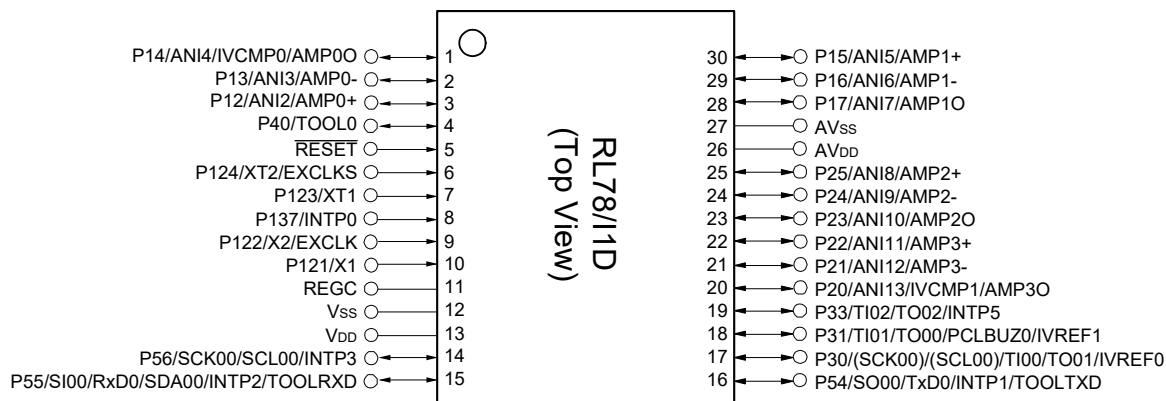 P14/ANI4/IVCMP0/AMP0O 1
P13/ANI3/AMP0- 2
P12/ANI2/AMP0+ 3
P40/TOOL0 4
RESET 5
P124/XT2/EXCLKS 6
P123/XT1 7
P137/INTP0 8
P122/X2/EXCLK 9
P121/X1 10
REGC 11
VSS 12
VDD 13
P56/SCK00/SCL00/INTP3 14
P55/SI00/RxD0/SDA00/INTP2/TOOLRXD 15
RL78/I1D
(Top View)
30 P15/ANI5/AMP1+
29 P16/ANI6/AMP1-
28 P17/ANI7/AMP1O
27 AVSS
26 AVDD
25 P25/ANI8/AMP2+
24 P24/ANI9/AMP2-
23 P23/ANI10/AMP2O
22 P22/ANI11/AMP3+
21 P21/ANI12/AMP3-
20 P20/ANI13/IVCMP1/AMP3O
19 P33/TI02/TO02/INTP5
18 P31/TI01/TO00/PCLBUZ0/IVREF1
17 P30/(SCK00)/(SCL00)/TI00/TO01/IVREF0
16 P54/SO00/TxD0/INTP1/TOOLTXD